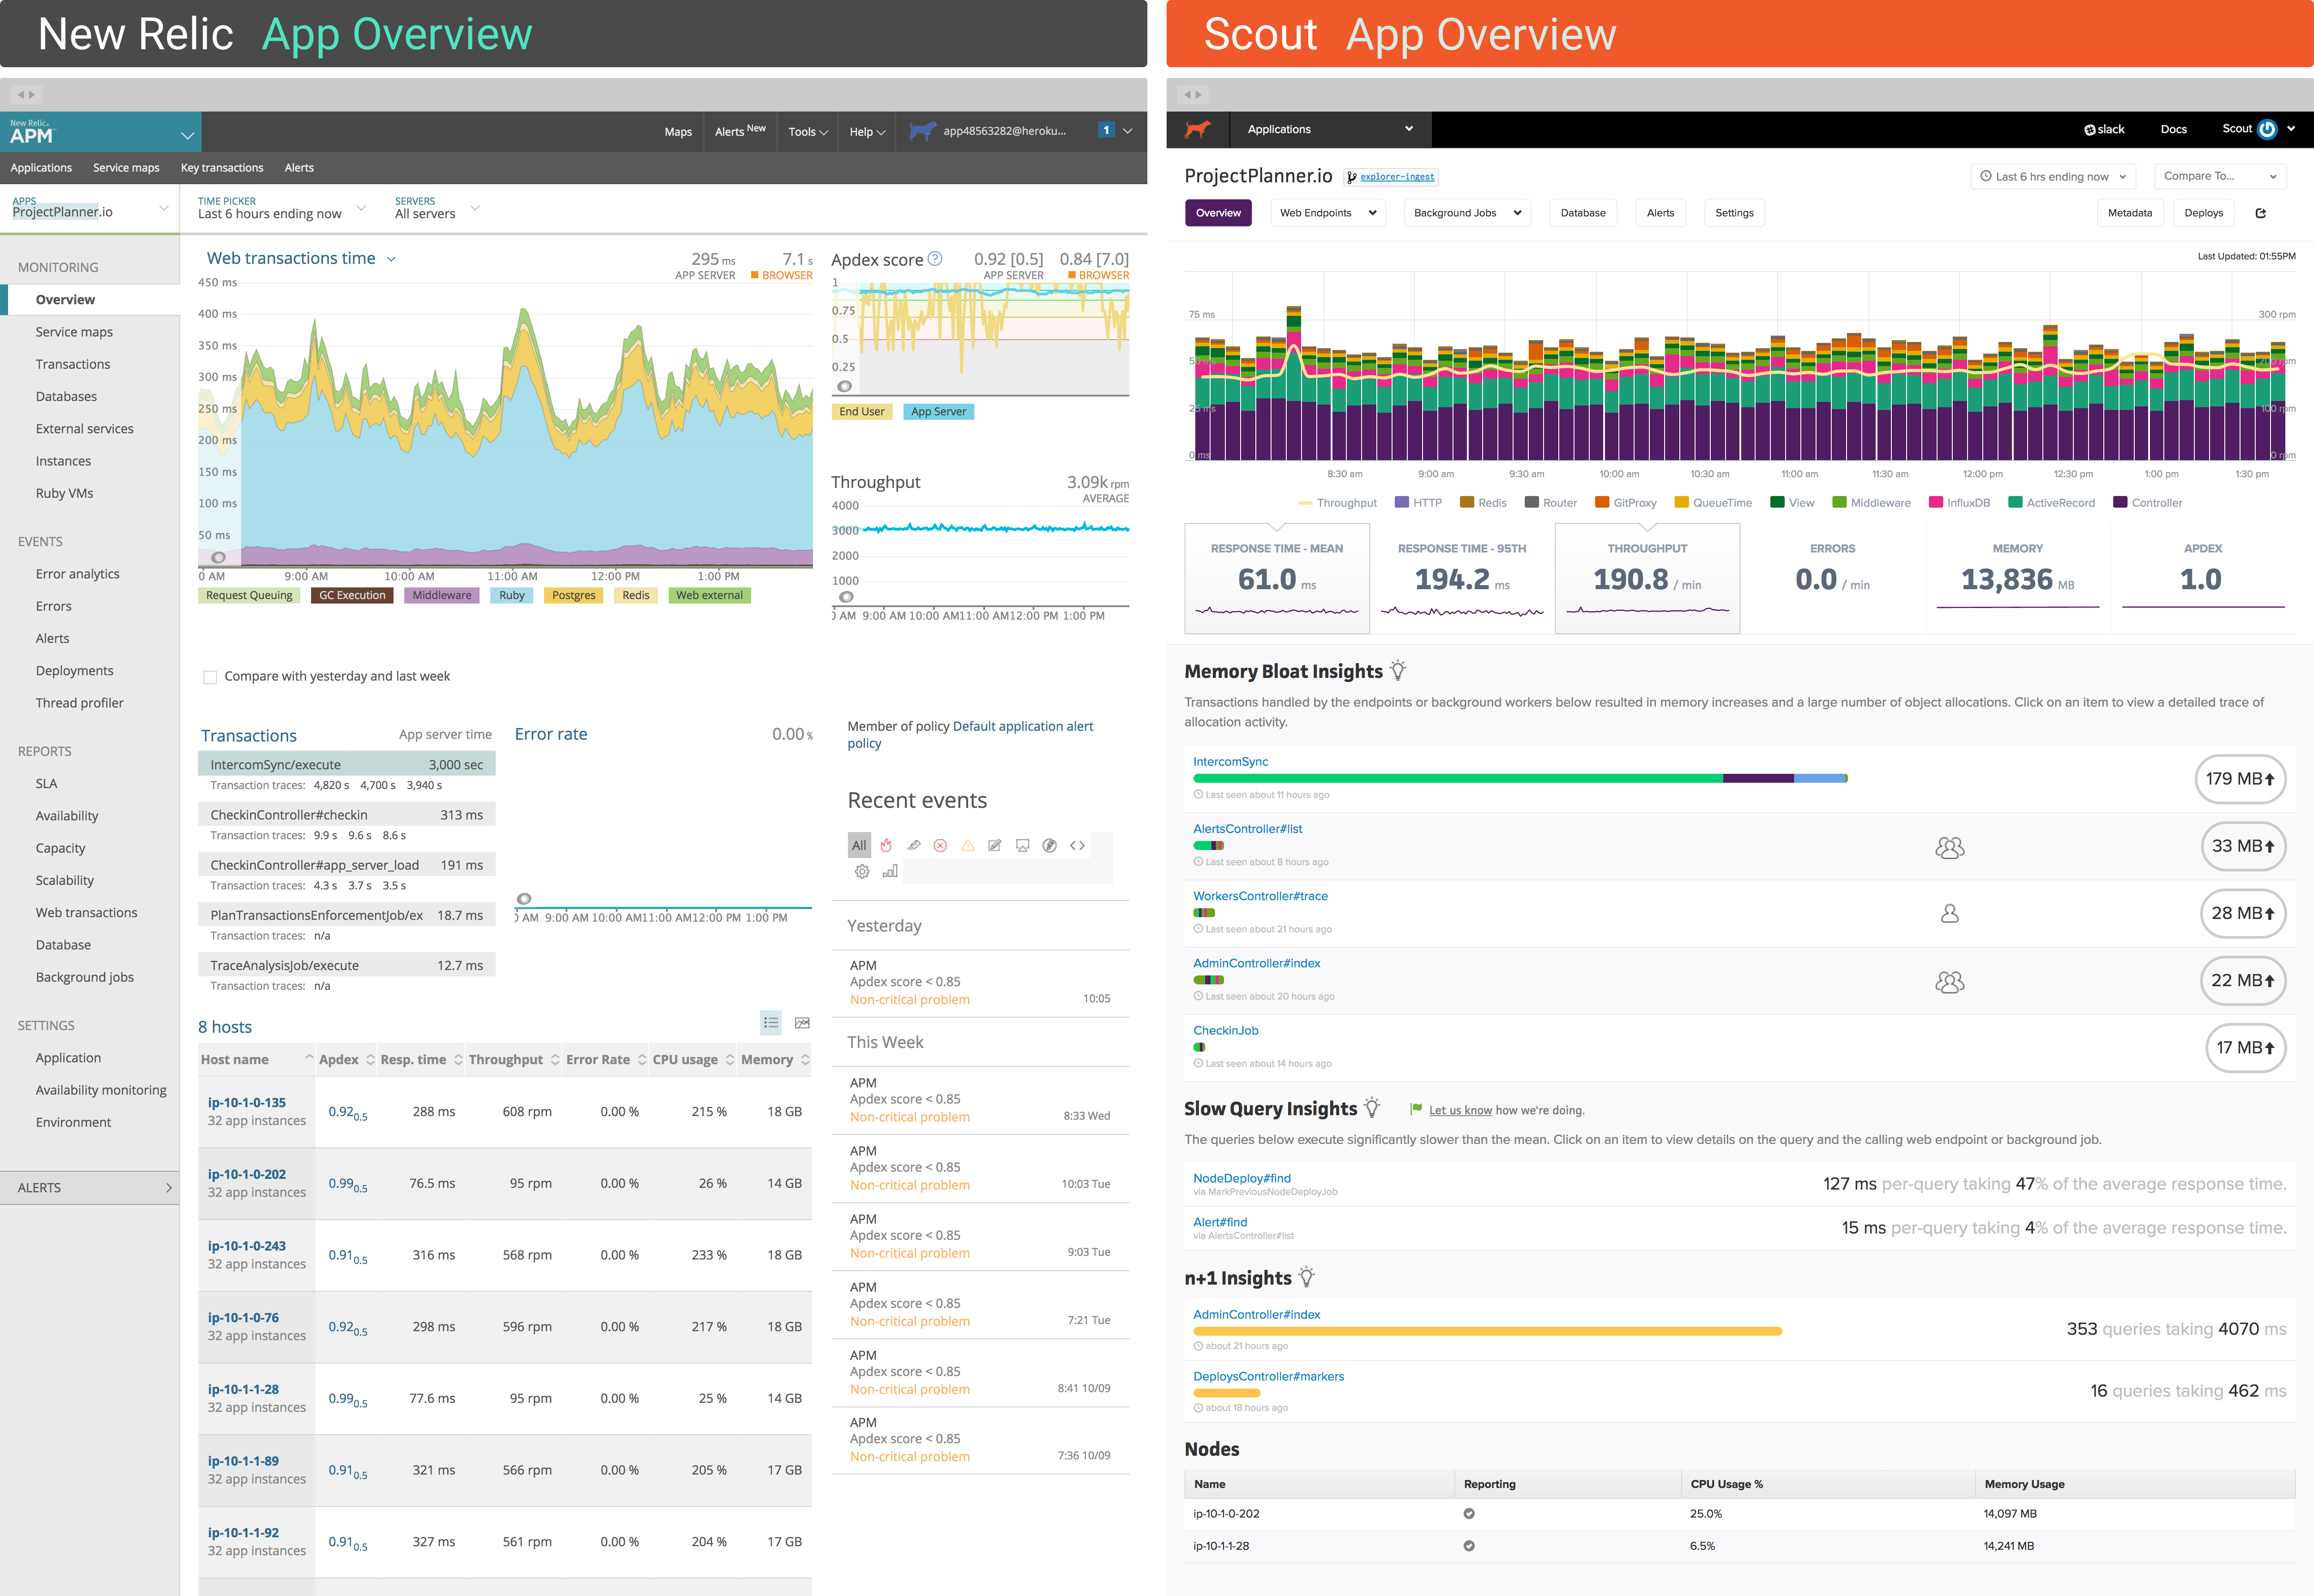 New Relic App Overview
New Relic.
APM
Maps
Alerts New
Tools
Help
app48563282@heroku...
1
Applications
Service maps
Key transactions
Alerts
APPS
ProjectPlanner.io
TIME PICKER
Last 6 hours ending now
SERVERS
All servers
MONITORING
Overview
Service maps
Transactions
Databases
External services
Instances
Ruby VMs
EVENTS
Error analytics
Errors
Alerts
Deployments
Thread profiler
REPORTS
SLA
Availability
Capacity
Scalability
Web transactions
Database
Background jobs
SETTINGS
Application
Availability monitoring
Environment
ALERTS
Web transactions time
295 ms
APP SERVER
7.1 s
BROWSER
450 ms
400 ms
350 ms
300 ms
250 ms
200 ms
150 ms
100 ms
50 ms
0 AM 9:00 AM 10:00 AM 11:00 AM 12:00 PM 1:00 PM
Request Queuing GC Execution Middleware Ruby Postgres Redis Web external
Apdex score ?
0.92 [0.5]
APP SERVER
0.84 [7.0]
BROWSER
1
0.75
0.5
0.25
End User App Server
Throughput
3.09k rpm
AVERAGE
4000
3000
2000
1000
0 AM 9:00 AM 10:00 AM 11:00 AM 12:00 PM 1:00 PM
Compare with yesterday and last week
Transactions App server time
IntercomSync/execute 3,000 sec
Transaction traces: 4,820 s 4,700 s 3,940 s
CheckinController#checkin 313 ms
Transaction traces: 9.9 s 9.6 s 8.6 s
CheckinController#app_server_load 191 ms
Transaction traces: 4.3 s 3.7 s 3.5 s
PlanTransactionsEnforcementJob/ex 18.7 ms
Transaction traces: n/a
TraceAnalysisJob/execute 12.7 ms
Transaction traces: n/a
Error rate 0.00 %
0 AM 9:00 AM 10:00 AM 11:00 AM 12:00 PM 1:00 PM
Member of policy Default application alert
policy
Recent events
All
Yesterday
APM
Apdex score < 0.85
Non-critical problem 10:05
This Week
APM
Apdex score < 0.85
Non-critical problem 8:33 Wed
APM
Apdex score < 0.85
Non-critical problem 10:03 Tue
APM
Apdex score < 0.85
Non-critical problem 9:03 Tue
APM
Apdex score < 0.85
Non-critical problem 7:21 Tue
APM
Apdex score < 0.85
Non-critical problem 8:41 10/09
APM
Apdex score < 0.85
Non-critical problem 7:36 10/09
8 hosts
Host name Apdex Resp. time Throughput Error Rate CPU usage Memory
ip-10-1-0-135
32 app instances
0.92 0.5 288 ms 608 rpm 0.00 % 215 % 18 GB
ip-10-1-0-202
32 app instances
0.99 0.5 76.5 ms 95 rpm 0.00 % 26 % 14 GB
ip-10-1-0-243
32 app instances
0.91 0.5 316 ms 568 rpm 0.00 % 233 % 18 GB
ip-10-1-0-76
32 app instances
0.92 0.5 298 ms 596 rpm 0.00 % 217 % 18 GB
ip-10-1-1-28
32 app instances
0.99 0.5 77.6 ms 95 rpm 0.00 % 25 % 14 GB
ip-10-1-1-89
32 app instances
0.91 0.5 321 ms 566 rpm 0.00 % 205 % 17 GB
ip-10-1-1-92
32 app instances
0.91 0.5 327 ms 561 rpm 0.00 % 204 % 17 GB
Scout App Overview
Applications
slack
Docs
Scout
ProjectPlanner.io explorer-ingest
Last 6 hrs ending now
Compare To...
Overview
Web Endpoints
Background Jobs
Database
Alerts
Settings
Metadata
Deploys
Last Updated: 01:55PM
75 ms
50 ms
25 ms
0 ms
300 rpm
200 rpm
100 rpm
0 rpm
8:30 am 9:00 am 9:30 am 10:00 am 10:30 am 11:00 am 11:30 am 12:00 pm 12:30 pm 1:00 pm 1:30 pm
Throughput HTTP Redis Router GitProxy QueueTime View Middleware InfluxDB ActiveRecord Controller
RESPONSE TIME - MEAN
61.0 ms
RESPONSE TIME - 95TH
194.2 ms
THROUGHPUT
190.8 / min
ERRORS
0.0 / min
MEMORY
13,836 MB
APDEX
1.0
Memory Bloat Insights
Transactions handled by the endpoints or background workers below resulted in memory increases and a large number of object allocations. Click on an item to view a detailed trace of
allocation activity.
IntercomSync
Last seen about 11 hours ago
179 MB
AlertsController#list
Last seen about 8 hours ago
33 MB
WorkersController#trace
Last seen about 21 hours ago
28 MB
AdminController#index
Last seen about 20 hours ago
22 MB
CheckinJob
Last seen about 14 hours ago
17 MB
Slow Query Insights Let us know how we're doing.
The queries below execute significantly slower than the mean. Click on an item to view details on the query and the calling web endpoint or background job.
NodeDeploy#find
via MarkPreviousNodeDeployJob
127 ms per-query taking 47% of the average response time.
Alert#find
via AlertsController#list
15 ms per-query taking 4% of the average response time.
n+1 Insights
AdminController#index
about 21 hours ago
353 queries taking 4070 ms
DeploysController#markers
about 18 hours ago
16 queries taking 462 ms
Nodes
Name Reporting CPU Usage % Memory Usage
ip-10-1-0-202 25.0% 14,097 MB
ip-10-1-1-28 6.5% 14,241 MB